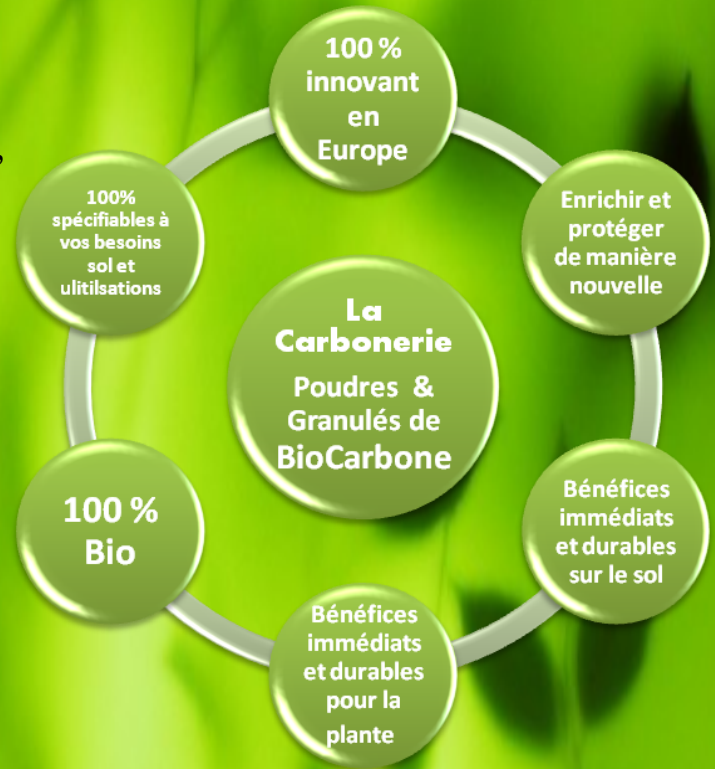 100 %
innovant
en
Europe
Enrichir et
protéger
de manière
nouvelle
Bénéfices
immédiats
et durables
sur le sol
Bénéfices
immédiats
et durables
pour la
plante
100 %
Bio
100%
spécifiables à
vos besoins
sol et
ulitilsations
La
Carbonerie
Poudres &
Granulés de
BioCarbone
,